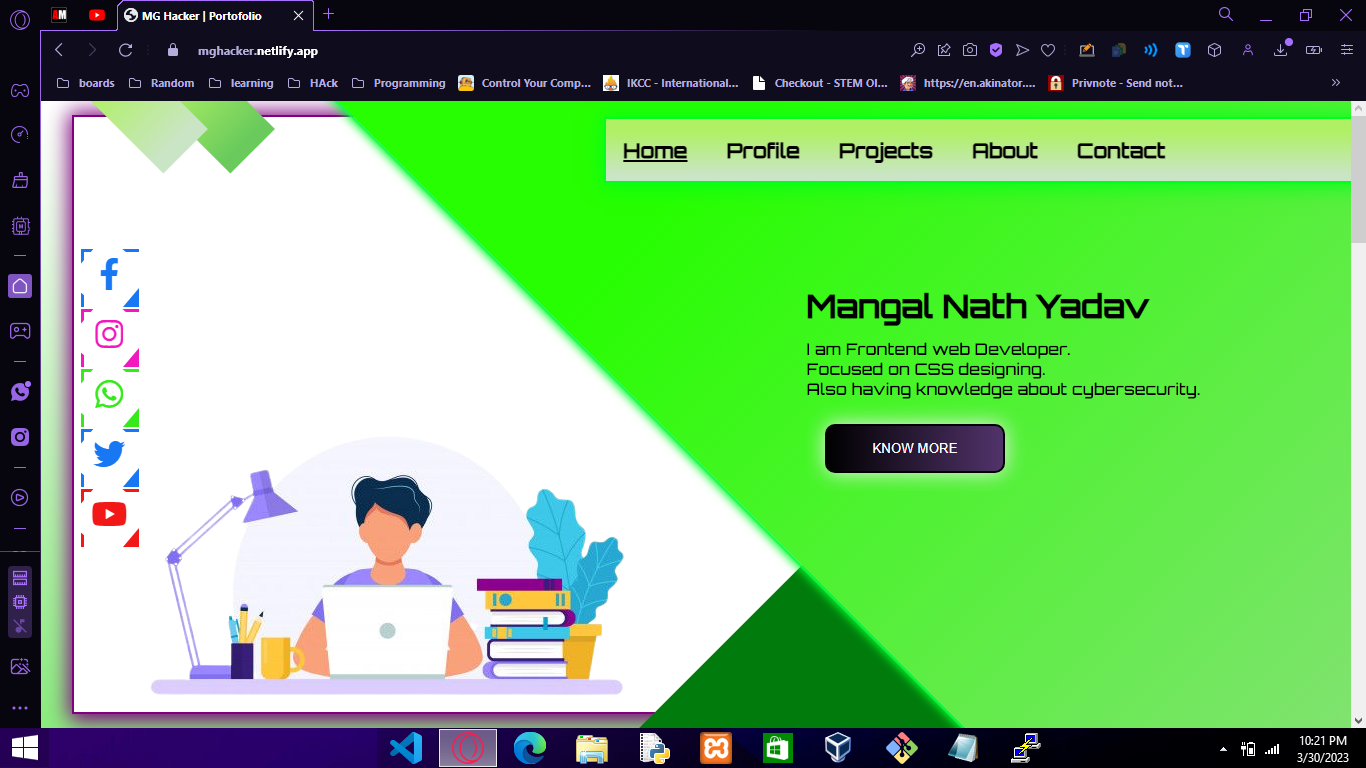 AM
MG Hacker | Portofolio
mghacker.netlify.app
boards
Random
learning
HAck
Programming
Control Your Comp...
IKCC - International...
Checkout - STEM Ol...
https://en.akinator....
Privnote - Send not...
Home
Profile
Projects
About
Contact
Mangal Nath Yadav
I am Frontend web Developer.
Focused on CSS designing.
Also having knowledge about cybersecurity.
KNOW MORE
10:21 PM
3/30/2023